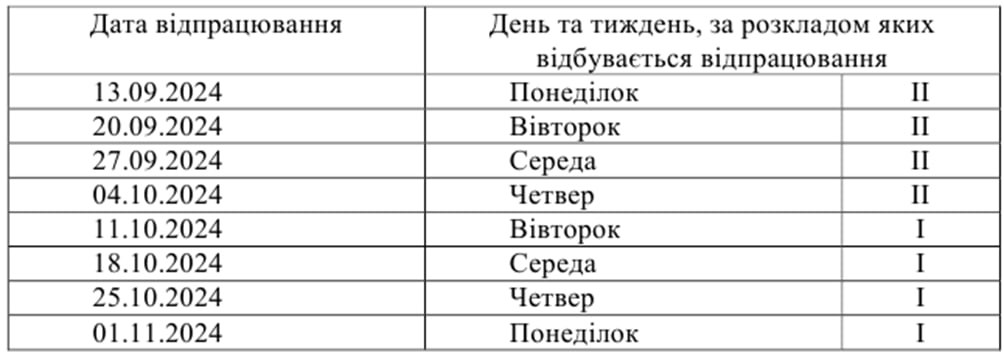 Дата відпрацювання
День та тиждень, за розкладом яких
відбувається відпрацювання
13.09.2024 Понеділок II
20.09.2024 Вівторок II
27.09.2024 Середа II
04.10.2024 Четвер II
11.10.2024 Вівторок I
18.10.2024 Середа I
25.10.2024 Четвер I
01.11.2024 Понеділок I